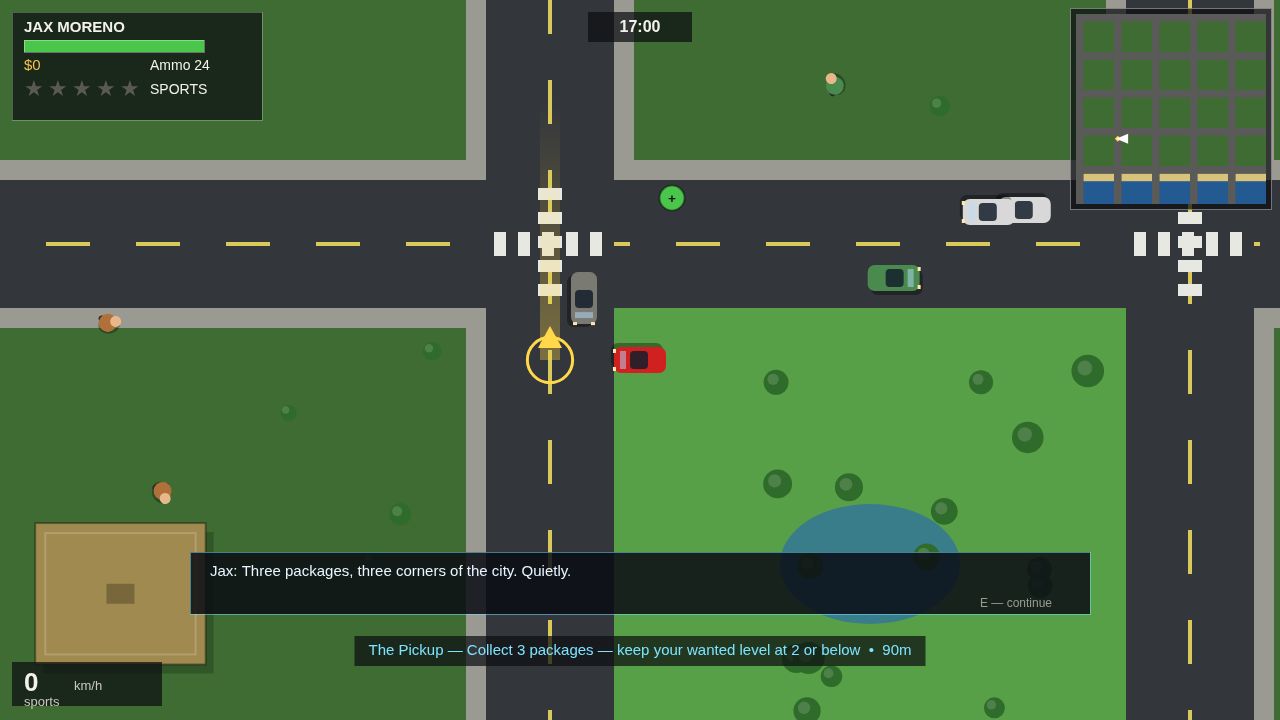 JAX MORENO
$0 Ammo 24
SPORTS
17:00
+
Jax: Three packages, three corners of the city. Quietly.
E — continue
The Pickup — Collect 3 packages — keep your wanted level at 2 or below • 90m
0 km/h
sports